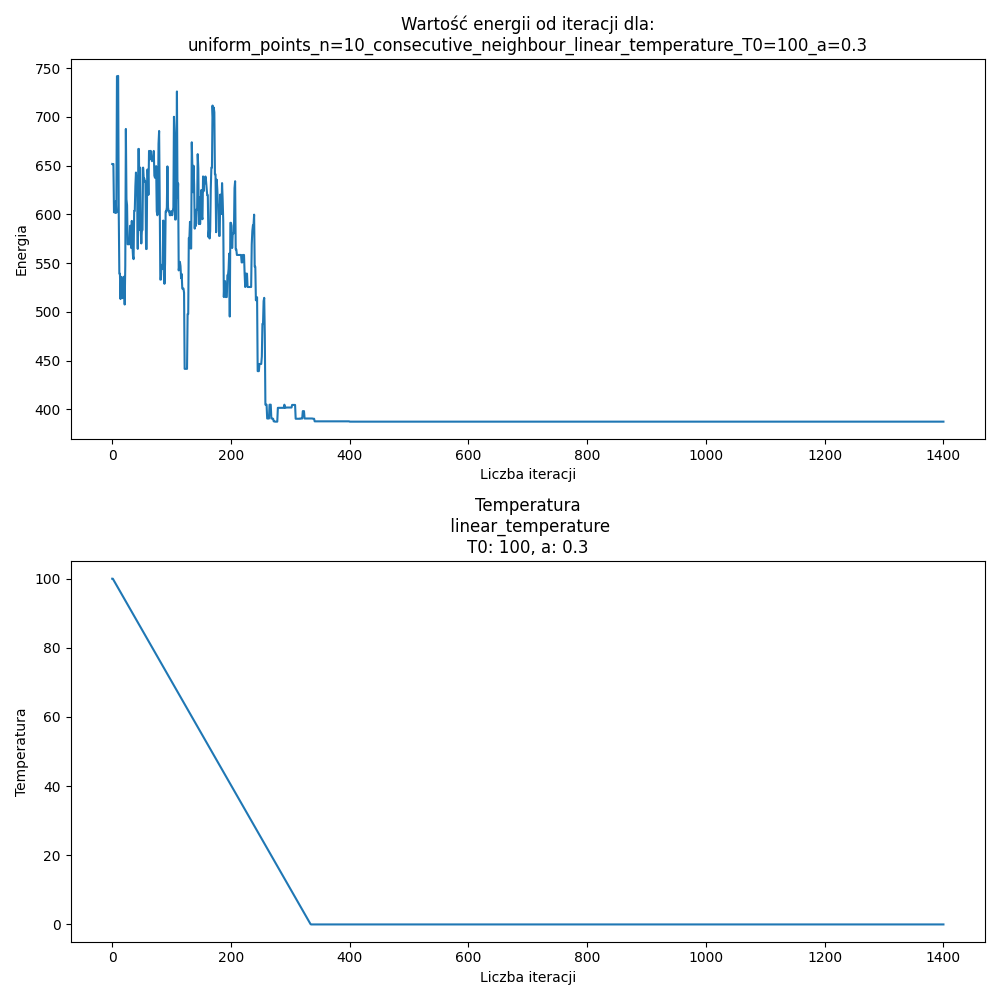 Wartość energii od iteracji dla:
uniform_points_n=10_consecutive_neighbour_linear_temperature_T0=100_a=0.3
750
700
650
600
550
500
450
400
Energia
0 200 400 600 800 1000 1200 1400
Liczba iteracji
Temperatura
linear_temperature
T0: 100, a: 0.3
100
80
60
40
20
0
Temperatura
0 200 400 600 800 1000 1200 1400
Liczba iteracji